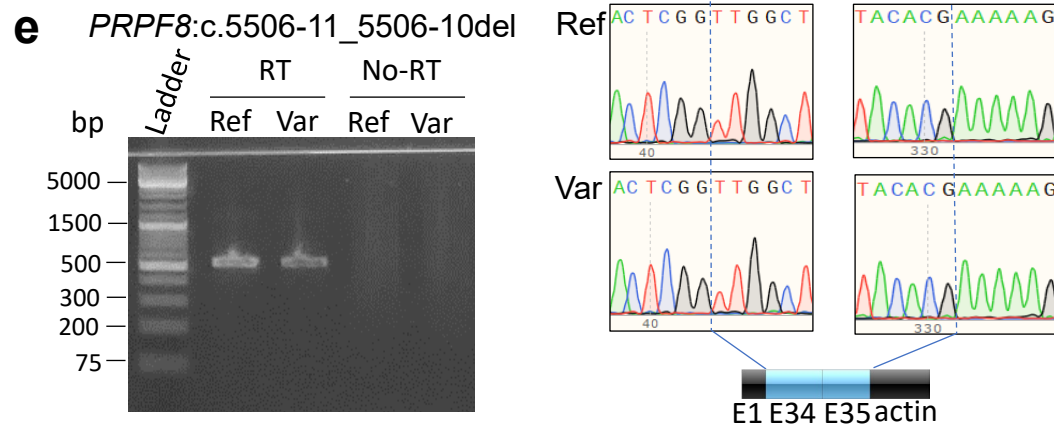 e PRPF8:c.5506-11_5506-10del
Ladder
RT No-RT
bp Ref Var Ref Var
5000
1500
500
300
200
75
Ref
ACTCGGTTGGCT
40
TACACGAAAAAG
330
Var
ACTCGGTTGGCT
40
TACACGAAAAAG
330
E1 E34 E35 actin